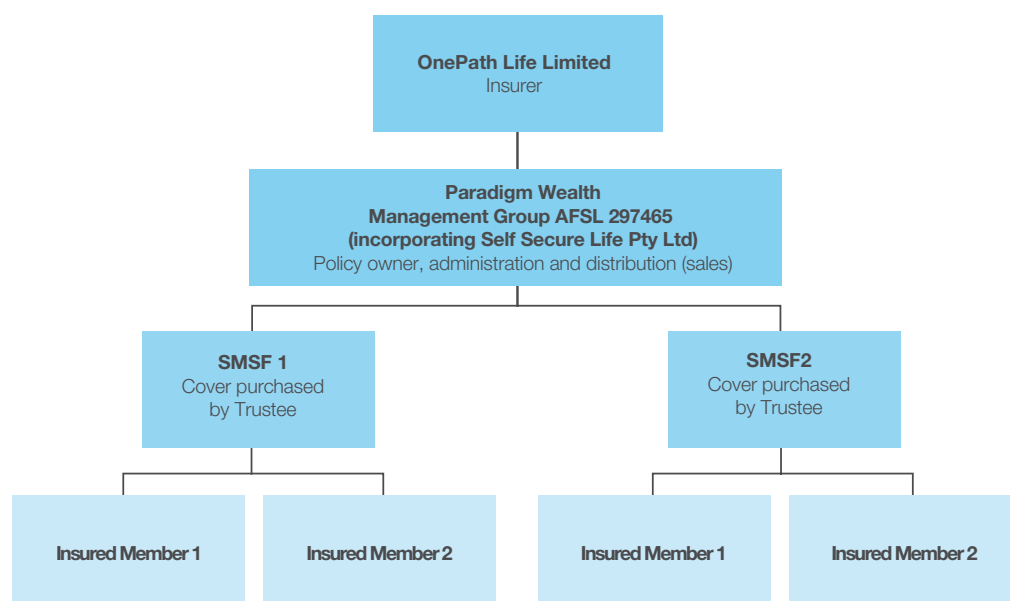 OnePath Life Limited
Insurer
Paradigm Wealth
Management Group AFSL 297465
(incorporating Self Secure Life Pty Ltd)
Policy owner, administration and distribution (sales)
SMSF 1
Cover purchased
by Trustee
SMSF2
Cover purchased
by Trustee
Insured Member 1
Insured Member 2
Insured Member 1
Insured Member 2